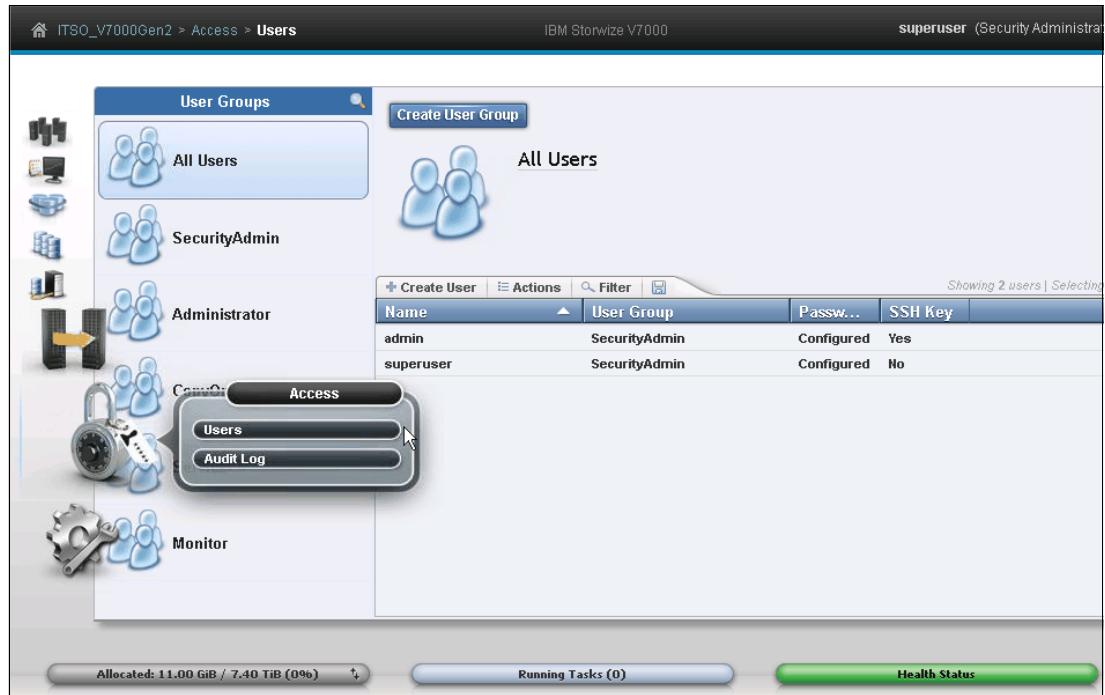 ITSO_V7000Gen2 > Access > Users
IBM Storwize V7000
superuser (Security Administrat
User Groups
Create User Group
All Users
All Users
SecurityAdmin
Administrator
+ Create User
Actions
Filter
Showing 2 users | Selecting
Name User Group Passw... SSH Key
admin SecurityAdmin Configured Yes
superuser SecurityAdmin Configured No
Access
Users
Audit Log
Monitor
Allocated: 11.00 GiB / 7.40 TiB (0%)
Running Tasks (0)
Health Status